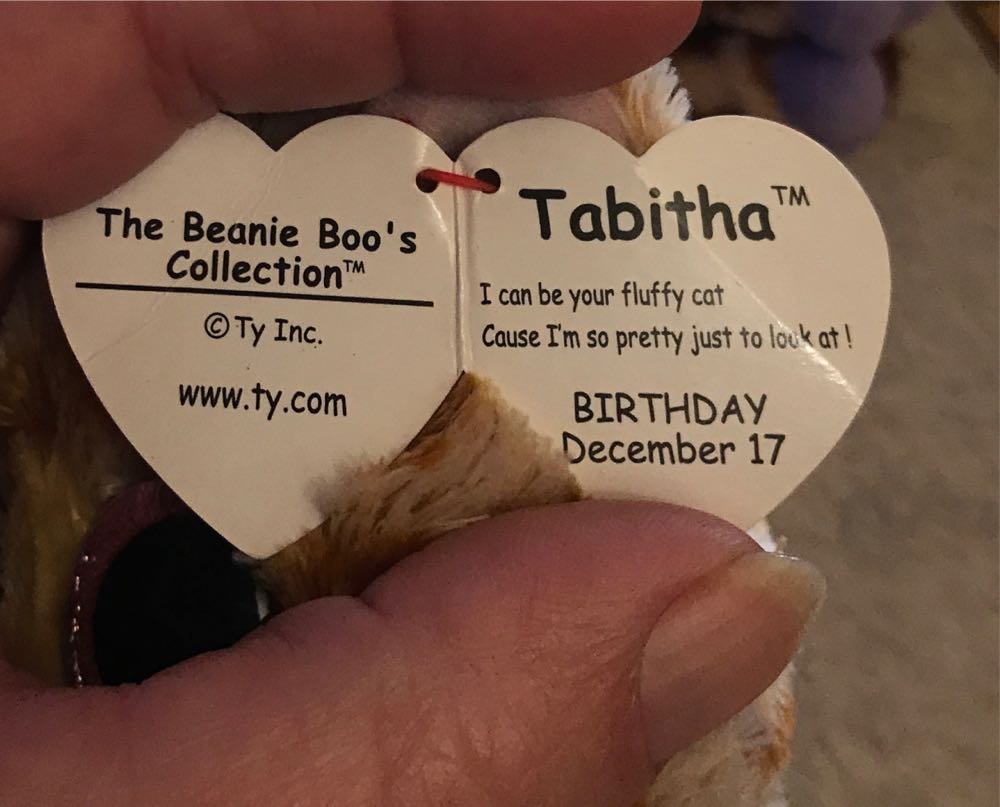 The Beanie Boo's
Collection™
© Ty Inc.
www.ty.com
Tabitha™
I can be your fluffy cat
Cause I'm so pretty just to look at !
BIRTHDAY
December 17